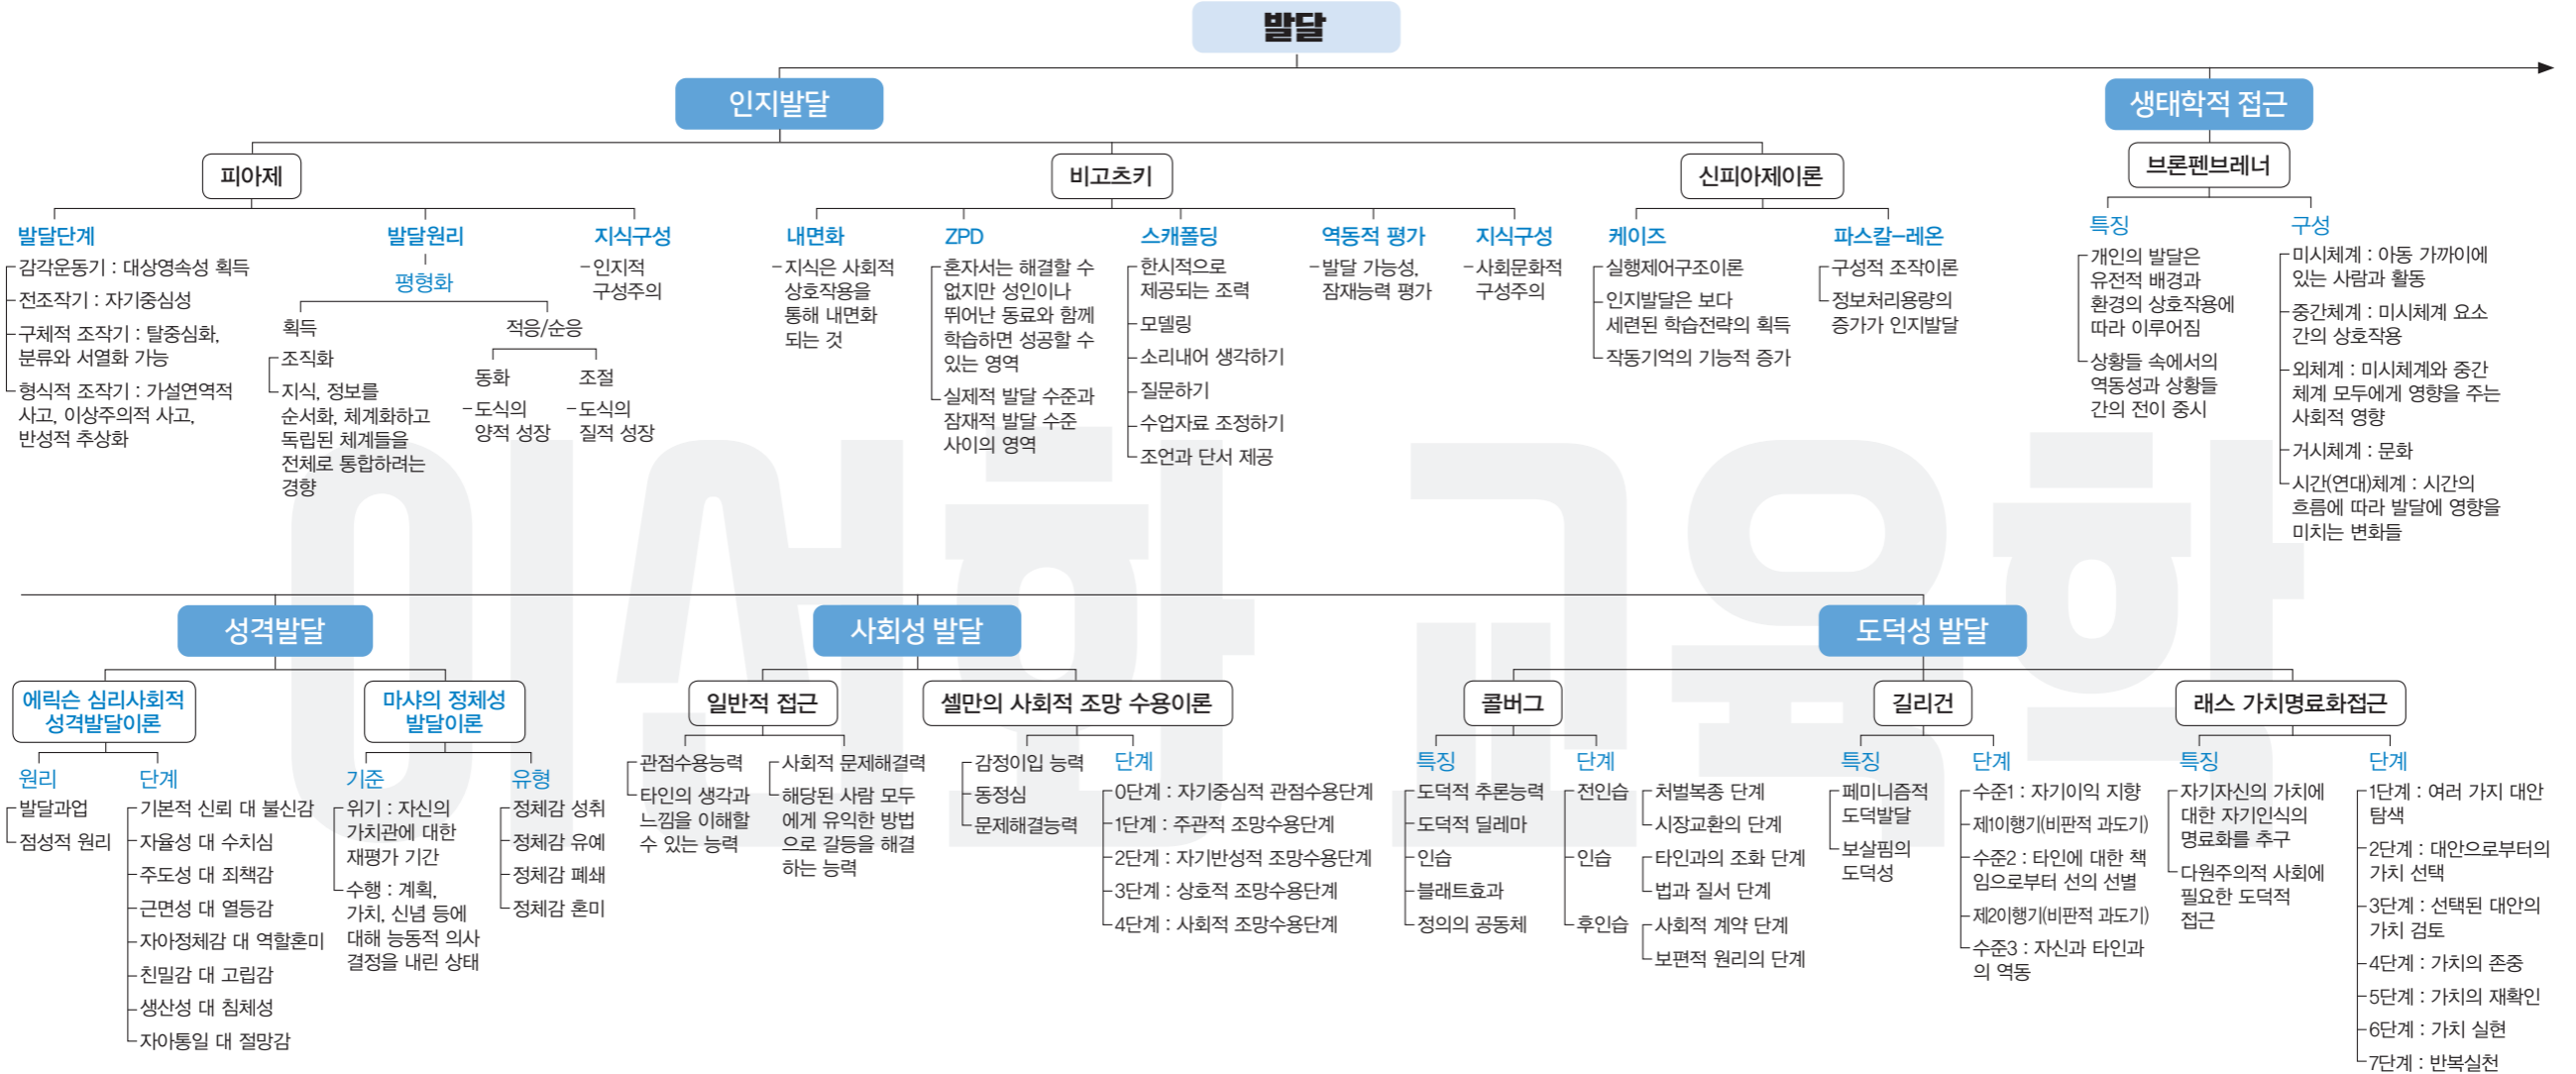 발달
인지발달
생태학적 접근
피아제
비고츠키
신피아제이론
브론펜브레너
발달단계
감각운동기 : 대상영속성 획득
전조작기 : 자기중심성
구체적 조작기 : 탈중심화,
분류와 서열화 가능
형식적 조작기 : 가설연역적
사고, 이상주의적 사고,
반성적 추상화
발달원리
평형화
획득
조직화
지식, 정보를
순서화, 체계화하고
독립된 체계들을
전체로 통합하려는
경향
적응/순응
동화
도식의
양적 성장
조절
도식의
질적 성장
지식구성
인지적
구성주의
내면화
지식은 사회적
상호작용을
통해 내면화
되는 것
ZPD
혼자서는 해결할 수
없지만 성인이나
뛰어난 동료와 함께
학습하면 성공할 수
있는 영역
실제적 발달 수준과
잠재적 발달 수준
사이의 영역
스캐폴딩
한시적으로
제공되는 조력
모델링
소리내어 생각하기
질문하기
수업자료 조정하기
조언과 단서 제공
역동적 평가
발달 가능성,
잠재능력 평가
지식구성
사회문화적
구성주의
케이즈
실행제어구조이론
인지발달은 보다
세련된 학습전략의 획득
작동기억의 기능적 증가
파스칼-레온
구성적 조작이론
정보처리용량의
증가가 인지발달
특징
개인의 발달은
유전적 배경과
환경의 상호작용에
따라 이루어짐
상황들 속에서의
역동성과 상황들
간의 전이 중시
구성
미시체계 : 아동 가까이에
있는 사람과 활동
중간체계 : 미시체계 요소
간의 상호작용
외체계 : 미시체계와 중간
체계 모두에게 영향을 주는
사회적 영향
거시체계 : 문화
시간(연대)체계 : 시간의
흐름에 따라 발달에 영향을
미치는 변화들
이선화 교육학
성격발달
사회성 발달
도덕성 발달
에릭슨 심리사회적
성격발달이론
마샤의 정체성
발달이론
일반적 접근
셀만의 사회적 조망 수용이론
콜버그
길리건
래스 가치명료화접근
원리
발달과업
점성적 원리
단계
기본적 신뢰 대 불신감
자율성 대 수치심
주도성 대 죄책감
근면성 대 열등감
자아정체감 대 역할혼미
친밀감 대 고립감
생산성 대 침체성
자아통일 대 절망감
기준
위기 : 자신의
가치관에 대한
재평가 기간
수행 : 계획,
가치, 신념 등에
대해 능동적 의사
결정을 내린 상태
유형
정체감 성취
정체감 유예
정체감 폐쇄
정체감 혼미
관점수용능력
타인의 생각과
느낌을 이해할
수 있는 능력
사회적 문제해결력
해당된 사람 모두
에게 유익한 방법
으로 갈등을 해결
하는 능력
감정이입 능력
동정심
문제해결능력
단계
0단계 : 자기중심적 관점수용단계
1단계 : 주관적 조망수용단계
2단계 : 자기반성적 조망수용단계
3단계 : 상호적 조망수용단계
4단계 : 사회적 조망수용단계
특징
도덕적 추론능력
도덕적 딜레마
인습
블래트효과
정의의 공동체
단계
전인습
처벌복종 단계
시장교환의 단계
인습
타인과의 조화 단계
법과 질서 단계
후인습
사회적 계약 단계
보편적 원리의 단계
특징
페미니즘적
도덕발달
보살핌의
도덕성
단계
수준1 : 자기이익 지향
제1이행기(비판적 과도기)
수준2 : 타인에 대한 책
임으로부터 선의 선별
제2이행기(비판적 과도기)
수준3 : 자신과 타인과
의 역동
특징
자기자신의 가치에
대한 자기인식의
명료화를 추구
다원주의적 사회에
필요한 도덕적
접근
단계
1단계 : 여러 가지 대안
탐색
2단계 : 대안으로부터의
가치 선택
3단계 : 선택된 대안의
가치 검토
4단계 : 가치의 존중
5단계 : 가치의 재확인
6단계 : 가치 실현
7단계 : 반복실천